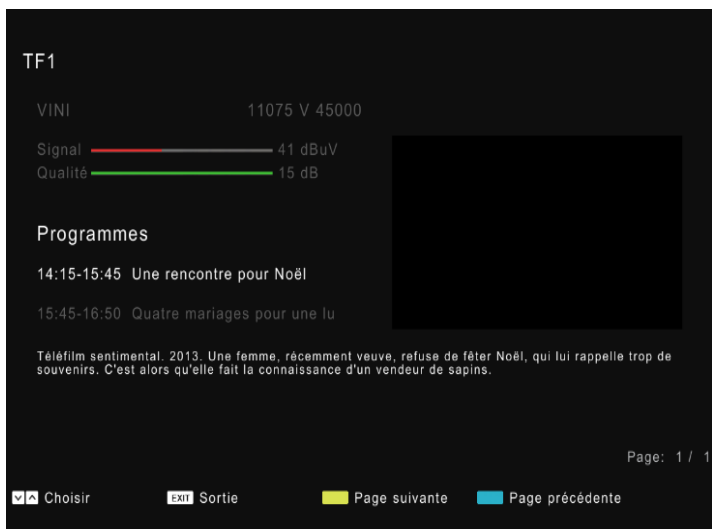 TF1
VINI 11075 V 45000
Signal 41 dBuV
Qualité 15 dB
Programmes
14:15-15:45 Une rencontre pour Noël
15:45-16:50 Quatre mariages pour une lu
Téléfilm sentimental. 2013. Une femme, récemment veuve, refuse de fêter Noël, qui lui rappelle trop de
souvenirs. C'est alors qu'elle fait la connaissance d'un vendeur de sapins.
Page: 1 / 1
Choisir EXIT Sortie Page suivante Page précédente